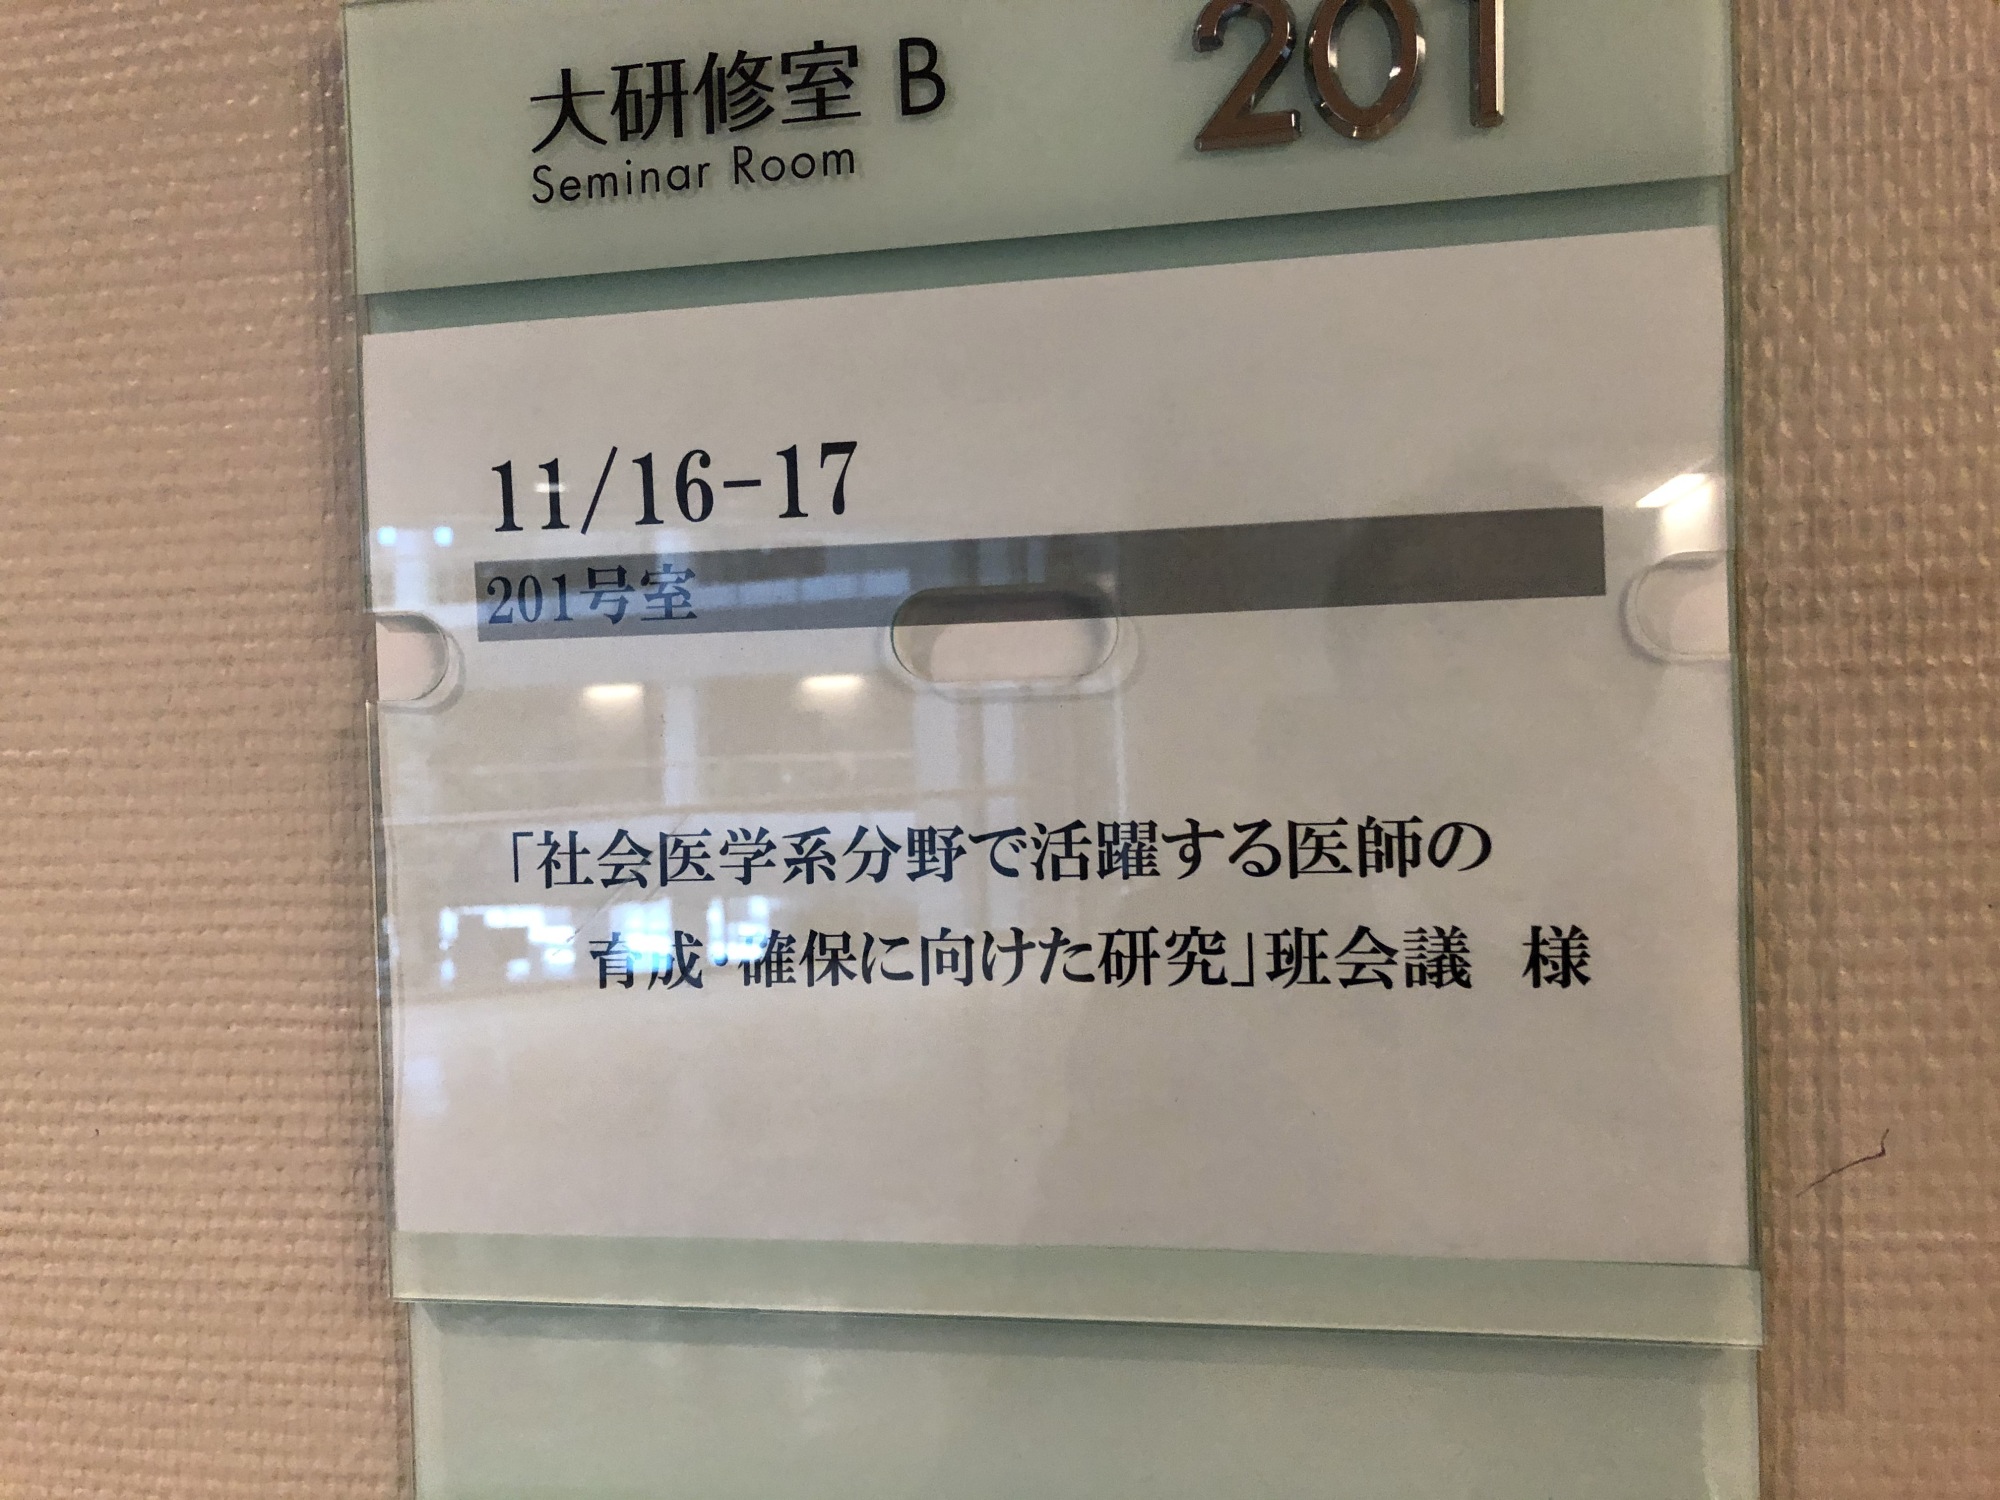 大研修室 B 201
Seminar Room
11/16-17
201号室
「社会医学系分野で活躍する医師の
育成・確保に向けた研究」班会議 様